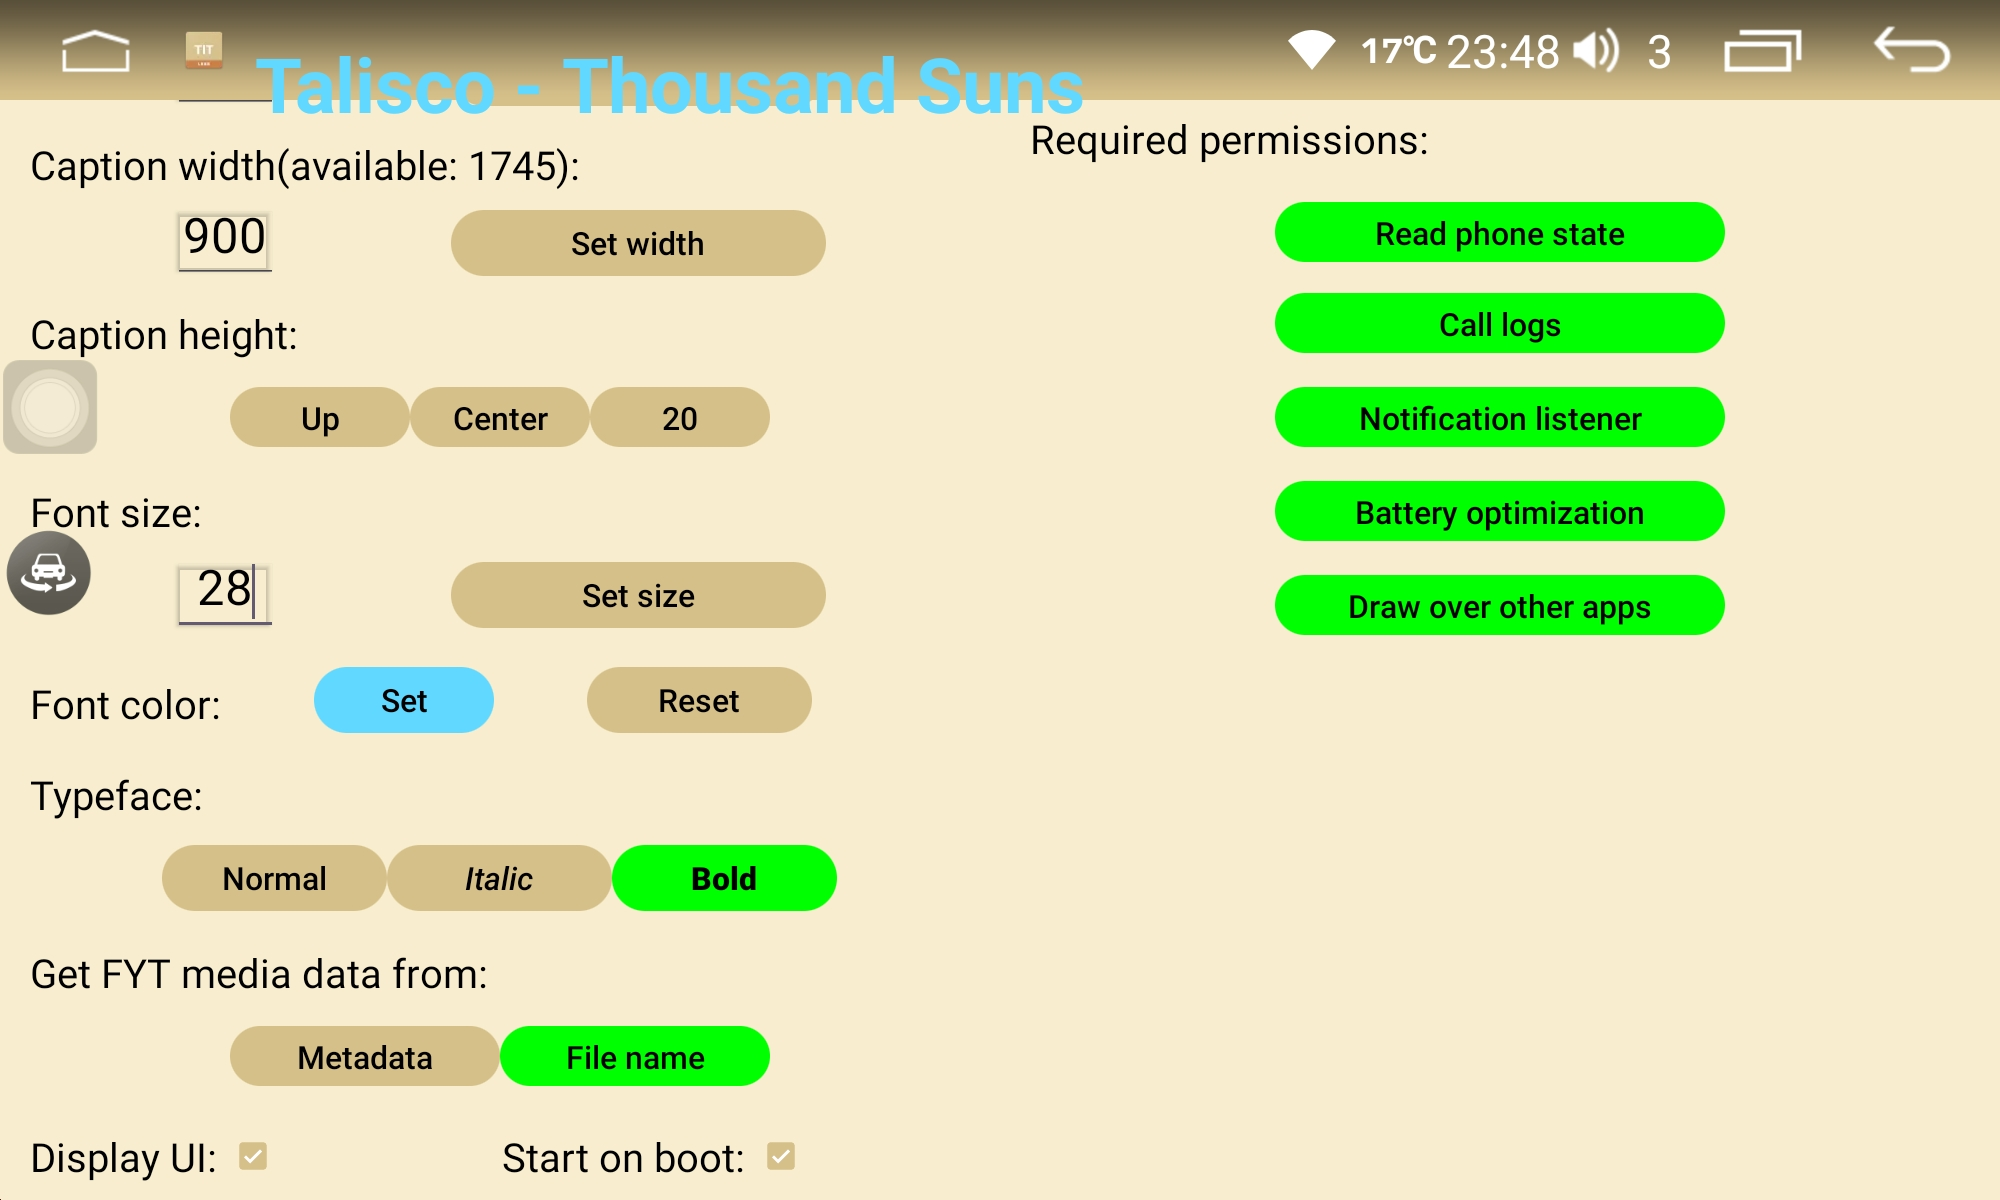 TIT
Talisco - Thousand Suns
17°C 23:48 3
Caption width(available: 1745):
900
Set width
Caption height:
Up Center 20
Font size:
28
Set size
Font color:
Set
Reset
Typeface:
Normal Italic Bold
Get FYT media data from:
Metadata File name
Display UI:
Start on boot:
Required permissions:
Read phone state
Call logs
Notification listener
Battery optimization
Draw over other apps